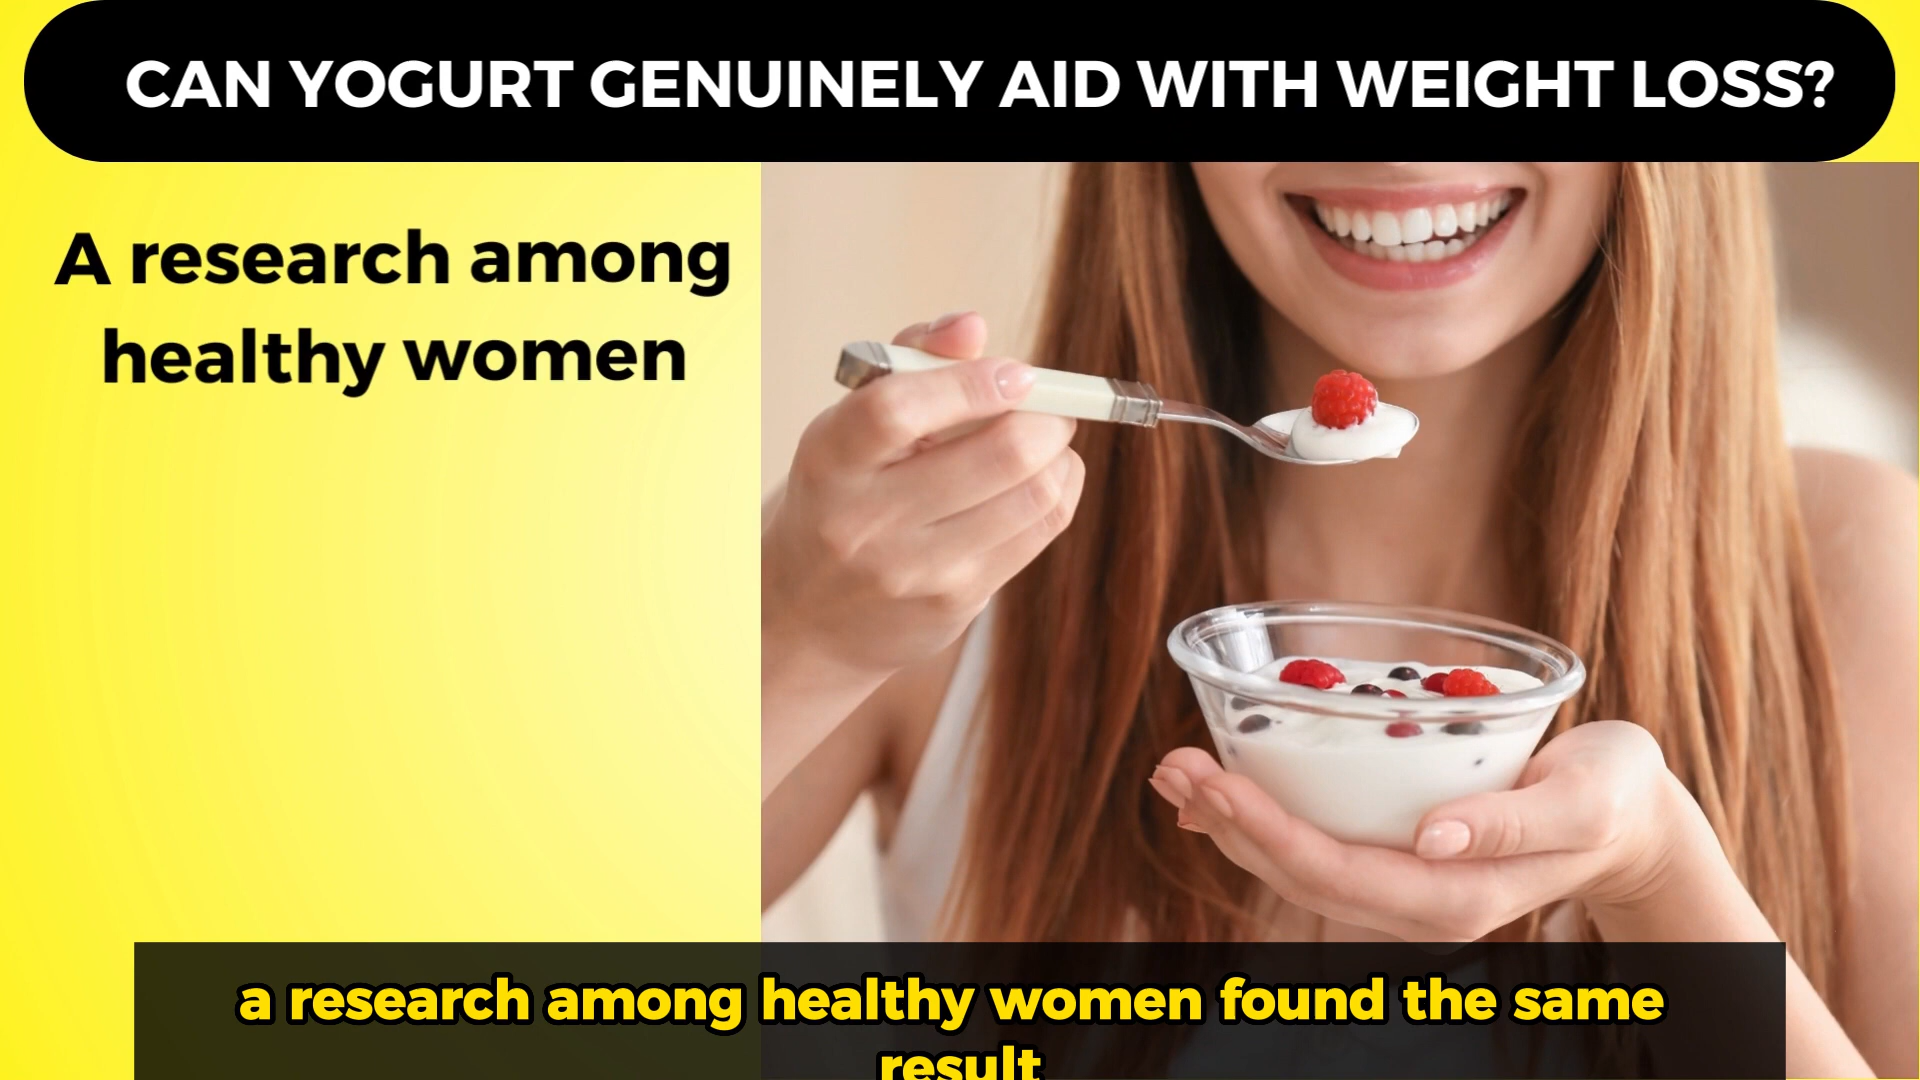 CAN YOGURT GENUINELY AID WITH WEIGHT LOSS?
A research among
healthy women
a research among healthy women found the same
result